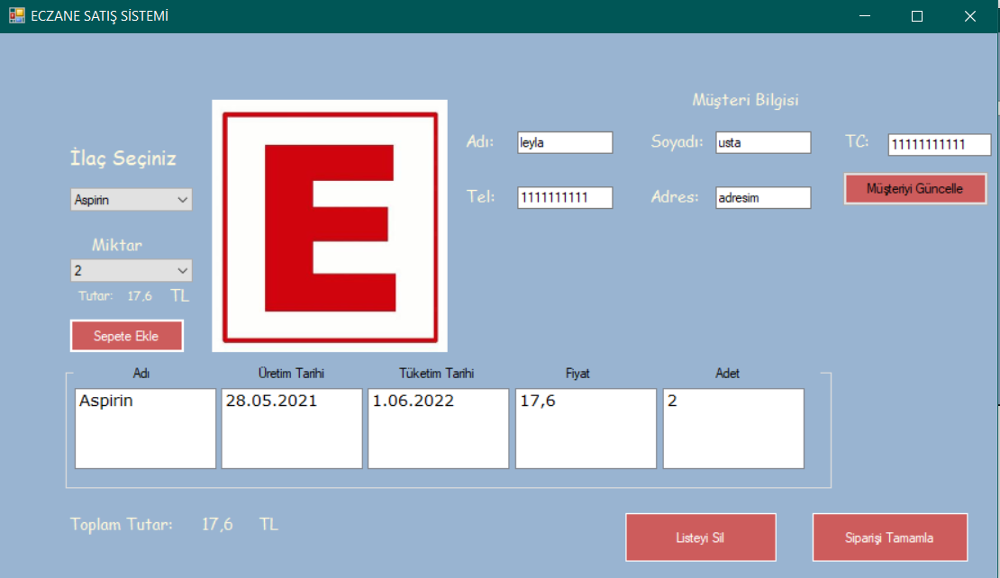 ECZANE SATIŞ SİSTEMİ
Müşteri Bilgisi
Adı: leyla Soyadı: usta TC: 11111111111
Tel: 1111111111 Adres: adresim Müşteriyi Güncelle
İlaç Seçiniz
Aspirin
Miktar
2
Tutar: 17,6 TL
Sepete Ekle
E
Adı Üretim Tarihi Tüketim Tarihi Fiyat Adet
Aspirin 28.05.2021 1.06.2022 17,6 2
Toplam Tutar: 17,6 TL
Listeyi Sil Siparişi Tamamla